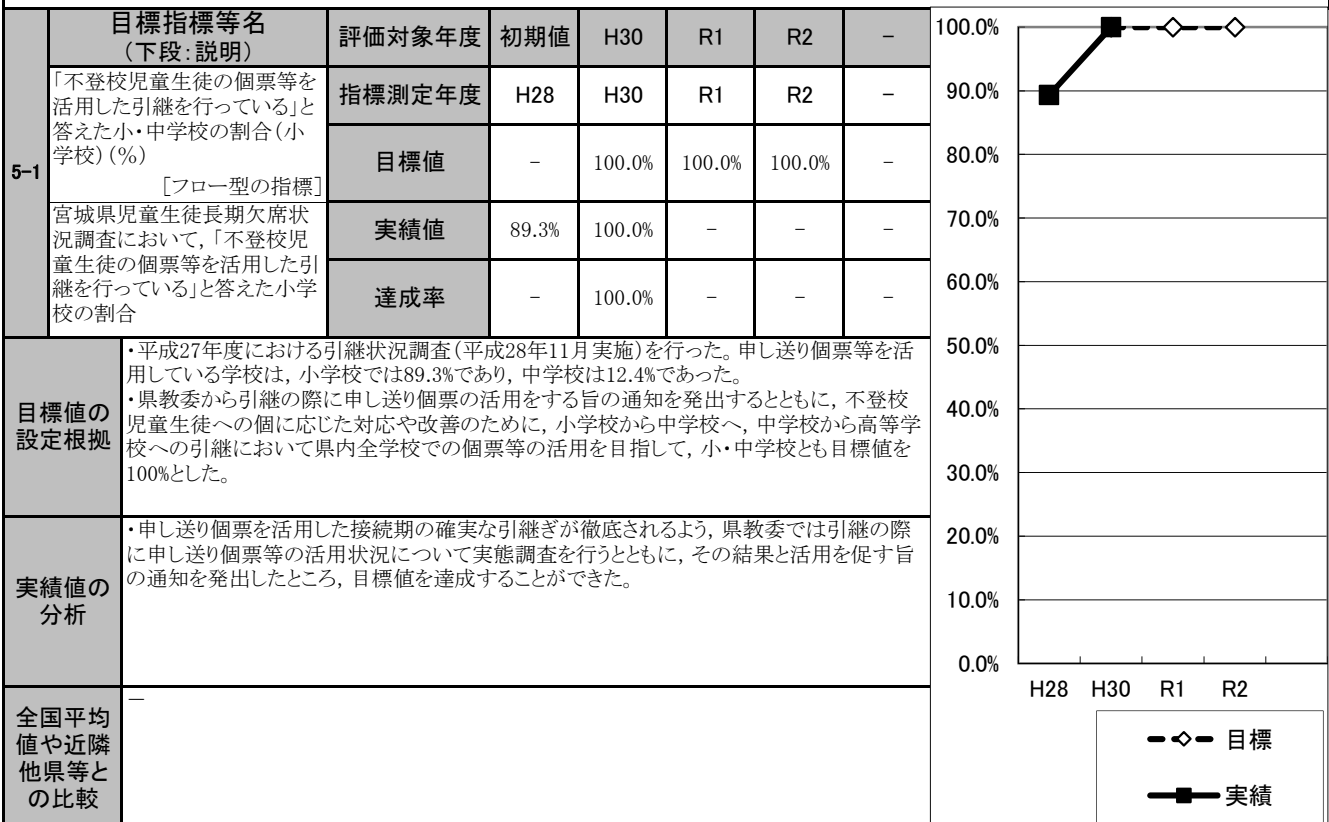 目標指標等名
(下段:説明)
評価対象年度 初期値 H30 R1 R2 -
5-1
「不登校児童生徒の個票等を
活用した引継を行っている」と
答えた小・中学校の割合(小
学校)(%)
[フロー型の指標]
指標測定年度 H28 H30 R1 R2 -
目標値 - 100.0% 100.0% 100.0% -
宮城県児童生徒長期欠席状
況調査において,「不登校児
童生徒の個票等を活用した引
継を行っている」と答えた小学
校の割合
実績値 89.3% 100.0% - - -
達成率 - 100.0% - - -
目標値の
設定根拠
・平成27年度における引継状況調査(平成28年11月実施)を行った。申し送り個票等を活
用している学校は,小学校では89.3%であり,中学校は12.4%であった。
・県教委から引継の際に申し送り個票の活用をする旨の通知を発出するとともに,不登校
児童生徒への個に応じた対応や改善のために,小学校から中学校へ,中学校から高等学
校への引継において県内全学校での個票等の活用を目指して,小・中学校とも目標値を
100%とした。
実績値の
分析
・申し送り個票を活用した接続期の確実な引継ぎが徹底されるよう,県教委では引継の際
に申し送り個票等の活用状況について実態調査を行うとともに,その結果と活用を促す旨
の通知を発出したところ,目標値を達成することができた。
全国平均
値や近隣
他県等と
の比較
-
100.0%
90.0%
80.0%
70.0%
60.0%
50.0%
40.0%
30.0%
20.0%
10.0%
0.0%
H28 H30 R1 R2
目標
実績